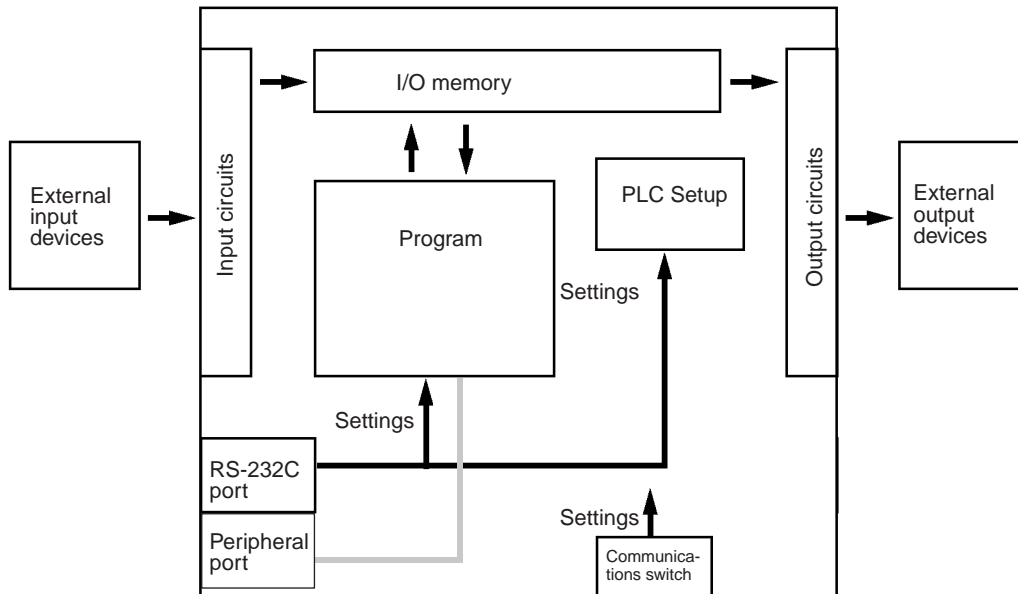 I/O memory
External
input
devices
Input circuits
Program
PLC Setup
Output circuits
External
output
devices
Settings
Settings
RS-232C
port
Settings
Peripheral
port
Communica-
tions switch